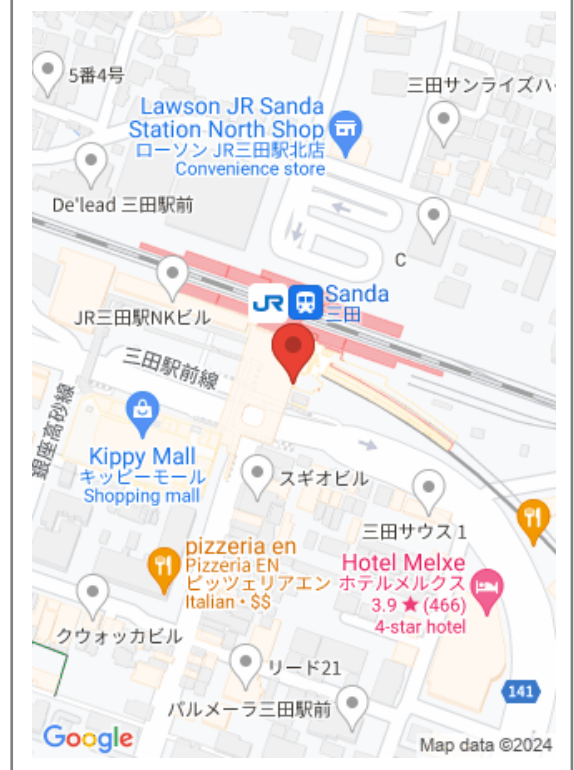 5番4号
三田サンライズハ
Lawson JR Sanda
Station North Shop
ローソン JR三田駅北店
Convenience store
De'lead 三田駅前
C
JR
Sanda
三田
JR三田駅NKビル
三田駅前線
銀座高砂線
Kippy Mall
キッピーモール
Shopping mall
スギオビル
三田サウス 1
pizzeria en
Pizzeria EN
ピッツェリアエン
Italian • $$
Hotel Melxe
ホテルメルクス
3.9 ★ (466)
4-star hotel
クウォッカビル
リード21
141
パルメーラ三田駅前
Google
Map data ©2024